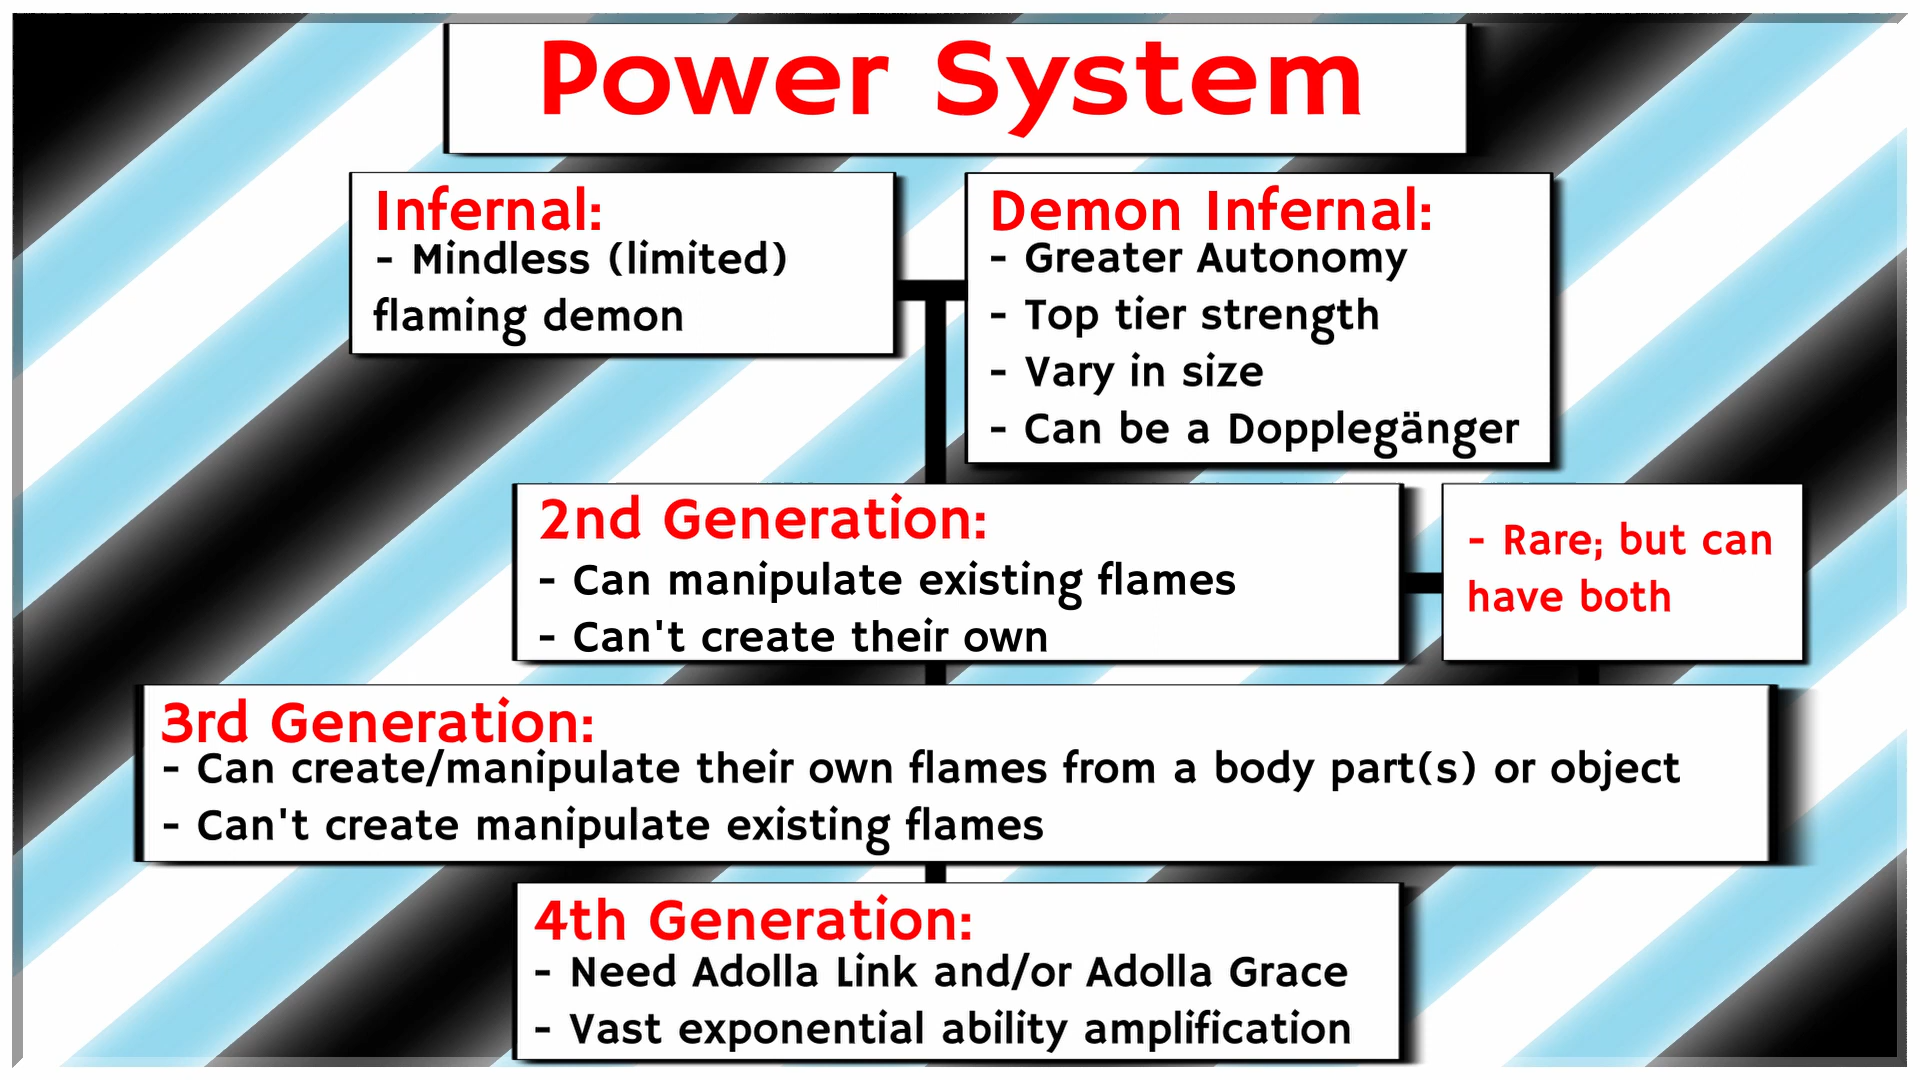 Power System
Infernal:
- Mindless (limited)
flaming demon
Demon Infernal:
- Greater Autonomy
- Top tier strength
- Vary in size
- Can be a Dopplegänger
2nd Generation:
- Can manipulate existing flames
- Can't create their own
- Rare; but can
have both
3rd Generation:
- Can create/manipulate their own flames from a body part(s) or object
- Can't create manipulate existing flames
4th Generation:
- Need Adolla Link and/or Adolla Grace
- Vast exponential ability amplification